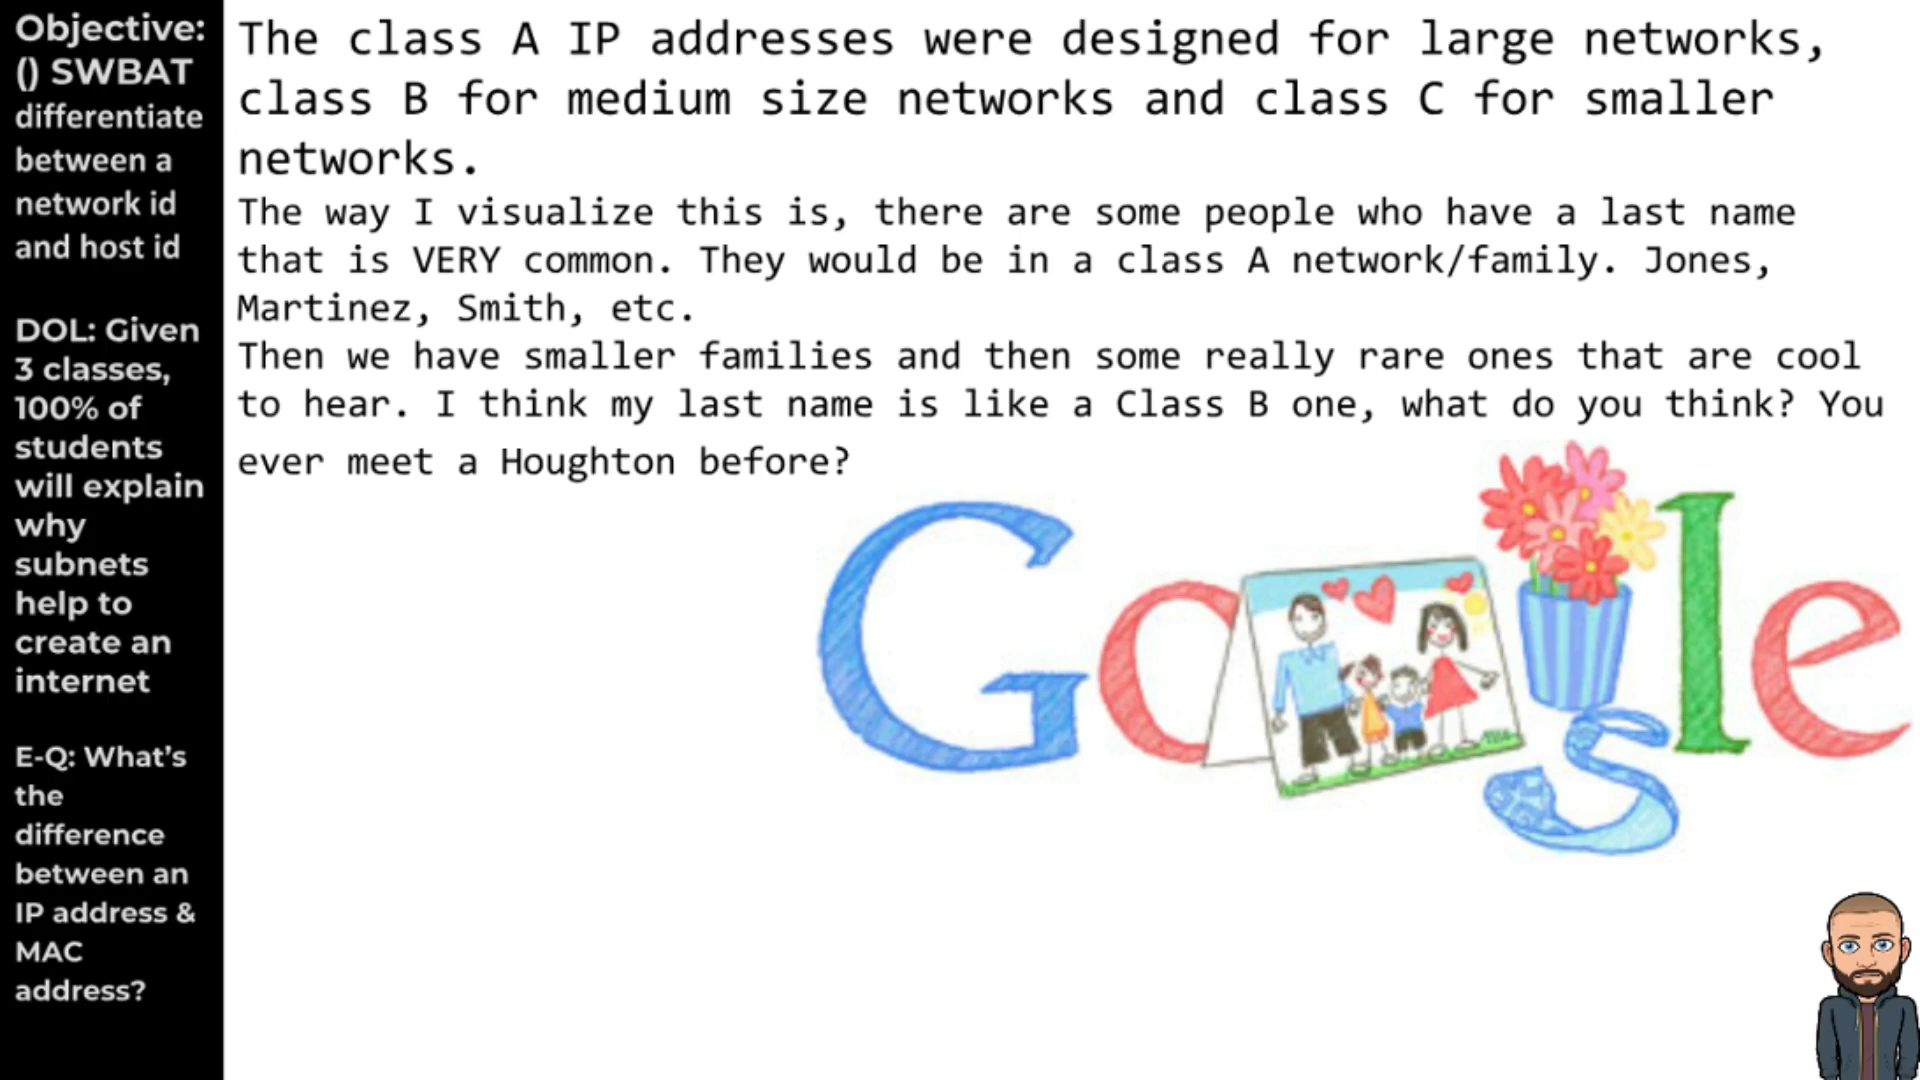 Objective:
() SWBAT
differentiate
between a
network id
and host id
DOL: Given
3 classes,
100% of
students
will explain
why
subnets
help to
create an
internet
E-Q: What's
the
difference
between an
IP address &
MAC
address?
The class A IP addresses were designed for large networks,
class B for medium size networks and class C for smaller
networks.
The way I visualize this is, there are some people who have a last name
that is VERY common. They would be in a class A network/family. Jones,
Martinez, Smith, etc.
Then we have smaller families and then some really rare ones that are cool
to hear. I think my last name is like a Class B one, what do you think? You
ever meet a Houghton before?
Google